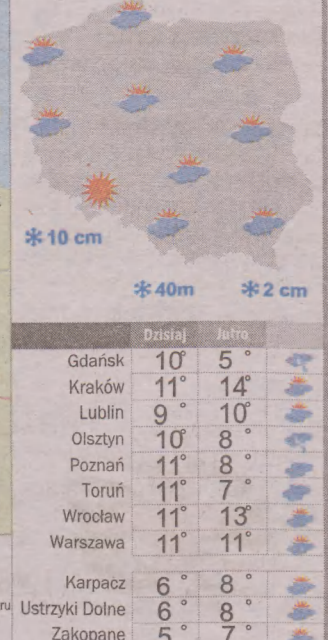 * 10 cm
* 40m
* 2 cm
Dzisiaj Jutro
Gdańsk 10° 5 °
Kraków 11° 14°
Lublin 9 ° 10°
Olsztyn 10° 8 °
Poznań 11° 8 °
Toruń 11° 7 °
Wrocław 11° 13°
Warszawa 11° 11°
Karpacz 6 ° 8 °
ru Ustrzyki Dolne 6 ° 8 °
Zakopane 5 ° 7 °